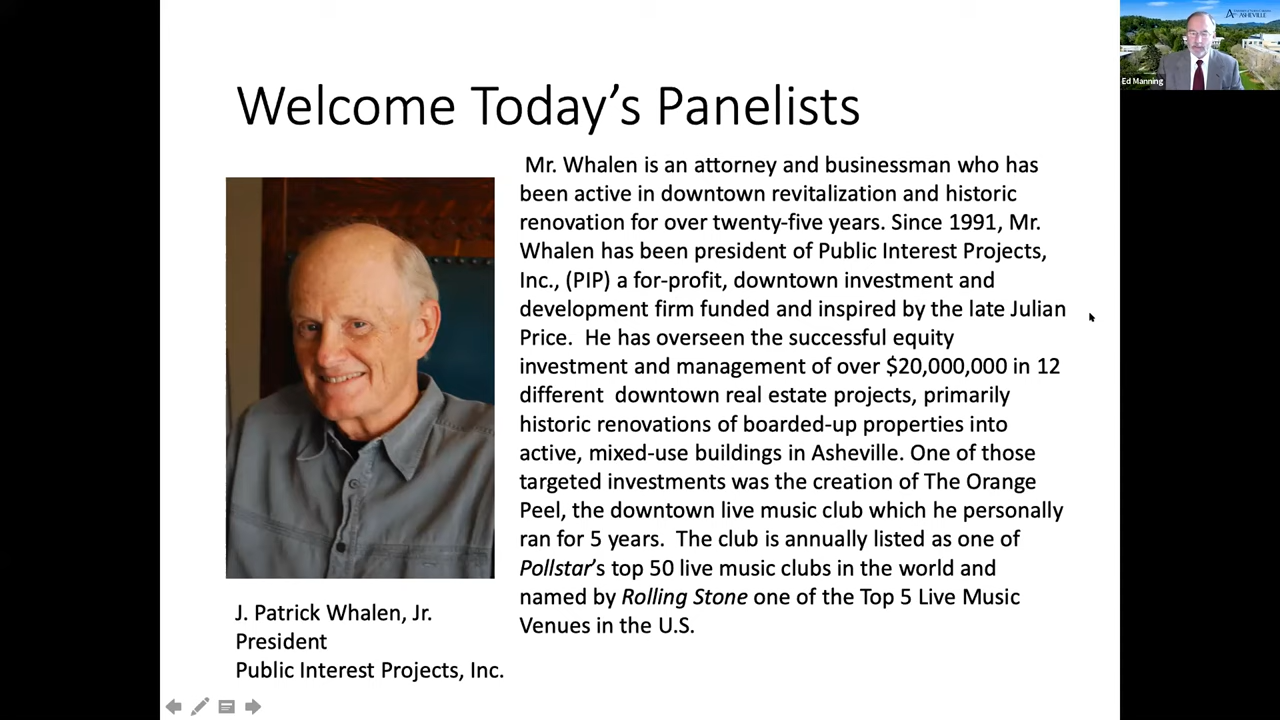 Welcome Today's Panelists
Mr. Whalen is an attorney and businessman who has
been active in downtown revitalization and historic
renovation for over twenty-five years. Since 1991, Mr.
Whalen has been president of Public Interest Projects,
Inc., (PIP) a for-profit, downtown investment and
development firm funded and inspired by the late Julian
Price.  He has overseen the successful equity
investment and management of over $20,000,000 in 12
different  downtown real estate projects, primarily
historic renovations of boarded-up properties into
active, mixed-use buildings in Asheville. One of those
targeted investments was the creation of The Orange
Peel, the downtown live music club which he personally
ran for 5 years.  The club is annually listed as one of
Pollstar's top 50 live music clubs in the world and
named by Rolling Stone one of the Top 5 Live Music
Venues in the U.S.
J. Patrick Whalen, Jr.
President
Public Interest Projects, Inc.
ASHEVILLE
Ed Manning